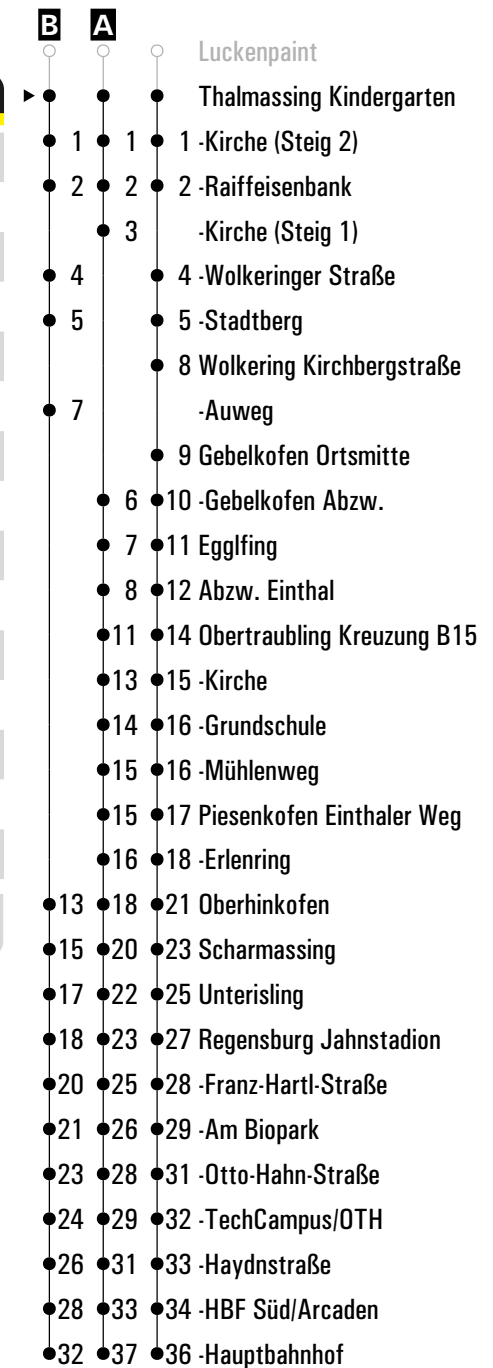 B A
Luckenpaint
Thalmassing Kindergarten
1 1 1 -Kirche (Steig 2)
2 2 2 -Raiffeisenbank
3 -Kirche (Steig 1)
4 4 -Wolkeringer Straße
5 5 -Stadtberg
8 Wolkering Kirchbergstraße
7 -Auweg
9 Gebelkofen Ortsmitte
6 10 -Gebelkofen Abzw.
7 11 Egglfing
8 12 Abzw. Einthal
11 14 Obertraubling Kreuzung B15
13 15 -Kirche
14 16 -Grundschule
15 16 -Mühlenweg
15 17 Piesenkofen Einthaler Weg
16 18 -Erlenring
13 18 21 Oberhinkofen
15 20 23 Scharmassing
17 22 25 Unterisling
18 23 27 Regensburg Jahnstadion
20 25 28 -Franz-Hartl-Straße
21 26 29 -Am Biopark
23 28 31 -Otto-Hahn-Straße
24 29 32 -TechCampus/OTH
26 31 33 -Haydnstraße
28 33 34 -HBF Süd/Arcaden
32 37 36 -Hauptbahnhof